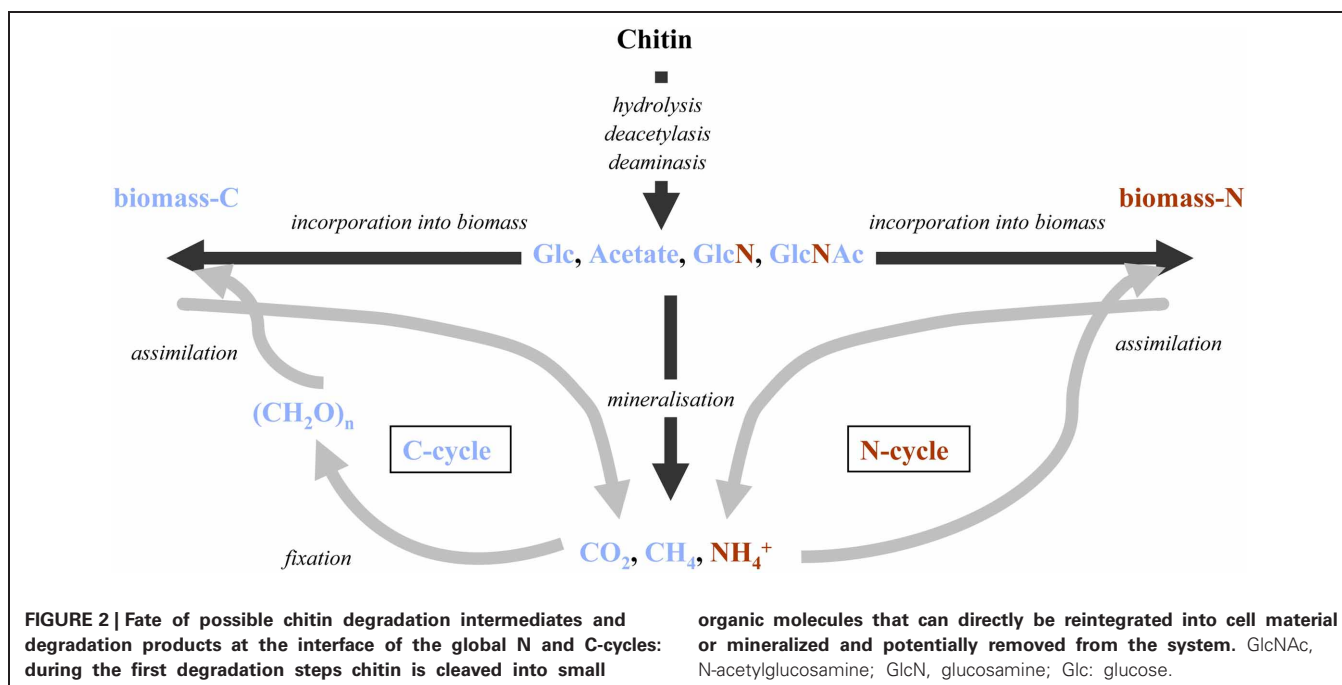 Chitin
hydrolysis
deacetylasis
deaminasis
biomass-C
biomass-N
incorporation into biomass
incorporation into biomass
Glc, Acetate, GlcN, GlcNAc
assimilation
assimilation
mineralisation
(CH₂O)ₙ
C-cycle
N-cycle
fixation
CO₂, CH₄, NH₄⁺
FIGURE 2 | Fate of possible chitin degradation intermediates and
degradation products at the interface of the global N and C-cycles:
during the first degradation steps chitin is cleaved into small
organic molecules that can directly be reintegrated into cell material
or mineralized and potentially removed from the system. GlcNAc,
N-acetylglucosamine; GlcN, glucosamine; Glc: glucose.